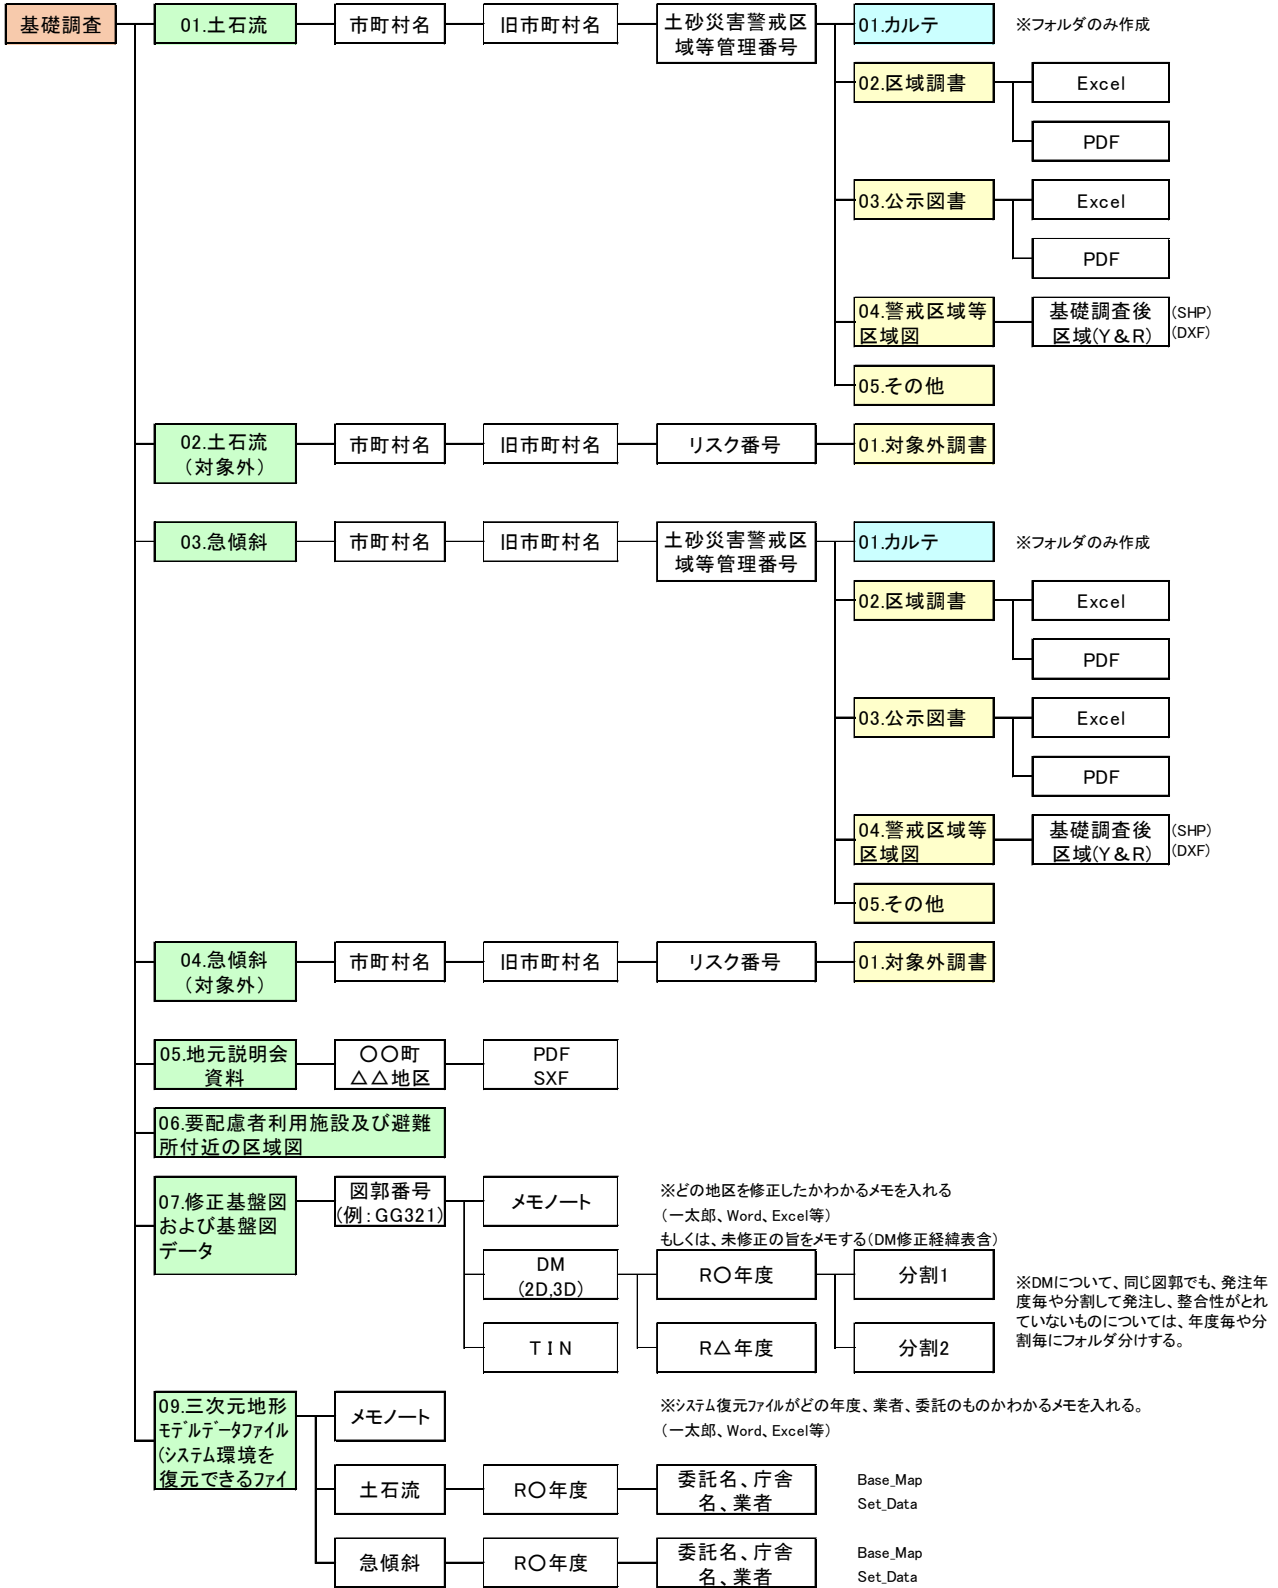 基礎調査
01.土石流
市町村名
旧市町村名
土砂災害警戒区
域等管理番号
01.カルテ
※フォルダのみ作成
02.区域調書
Excel
PDF
03.公示図書
Excel
PDF
04.警戒区域等
区域図
基礎調査後
区域(Y＆R)
(SHP)
(DXF)
05.その他
02.土石流
（対象外）
市町村名
旧市町村名
リスク番号
01.対象外調書
03.急傾斜
市町村名
旧市町村名
土砂災害警戒区
域等管理番号
01.カルテ
※フォルダのみ作成
02.区域調書
Excel
PDF
03.公示図書
Excel
PDF
04.警戒区域等
区域図
基礎調査後
区域(Y＆R)
(SHP)
(DXF)
05.その他
04.急傾斜
（対象外）
市町村名
旧市町村名
リスク番号
01.対象外調書
05.地元説明会
資料
〇〇町
△△地区
PDF
SXF
06.要配慮者利用施設及び避難
所付近の区域図
07.修正基盤図
および基盤図
データ
図郭番号
(例：GG321)
メモノート
※どの地区を修正したかわかるメモを入れる
（一太郎、Word、Excel等）
もしくは、未修正の旨をメモする（DM修正経緯表含）
DM
(2D,3D)
R〇年度
分割1
※DMについて、同じ図郭でも、発注年
度毎や分割して発注し、整合性がとれ
ていないものについては、年度毎や分
割毎にフォルダ分けする。
ＴＩＮ
R△年度
分割2
09.三次元地形
ﾓﾃﾞﾙﾃﾞｰﾀﾌｧｲﾙ
(システム環境を
復元できるﾌｧｲ
メモノート
※ｼｽﾃﾑ復元ﾌｧｲﾙがどの年度、業者、委託のものかわかるメモを入れる。
（一太郎、Word、Excel等）
土石流
R〇年度
委託名、庁舎
名、業者
Base_Map
Set_Data
急傾斜
R〇年度
委託名、庁舎
名、業者
Base_Map
Set_Data